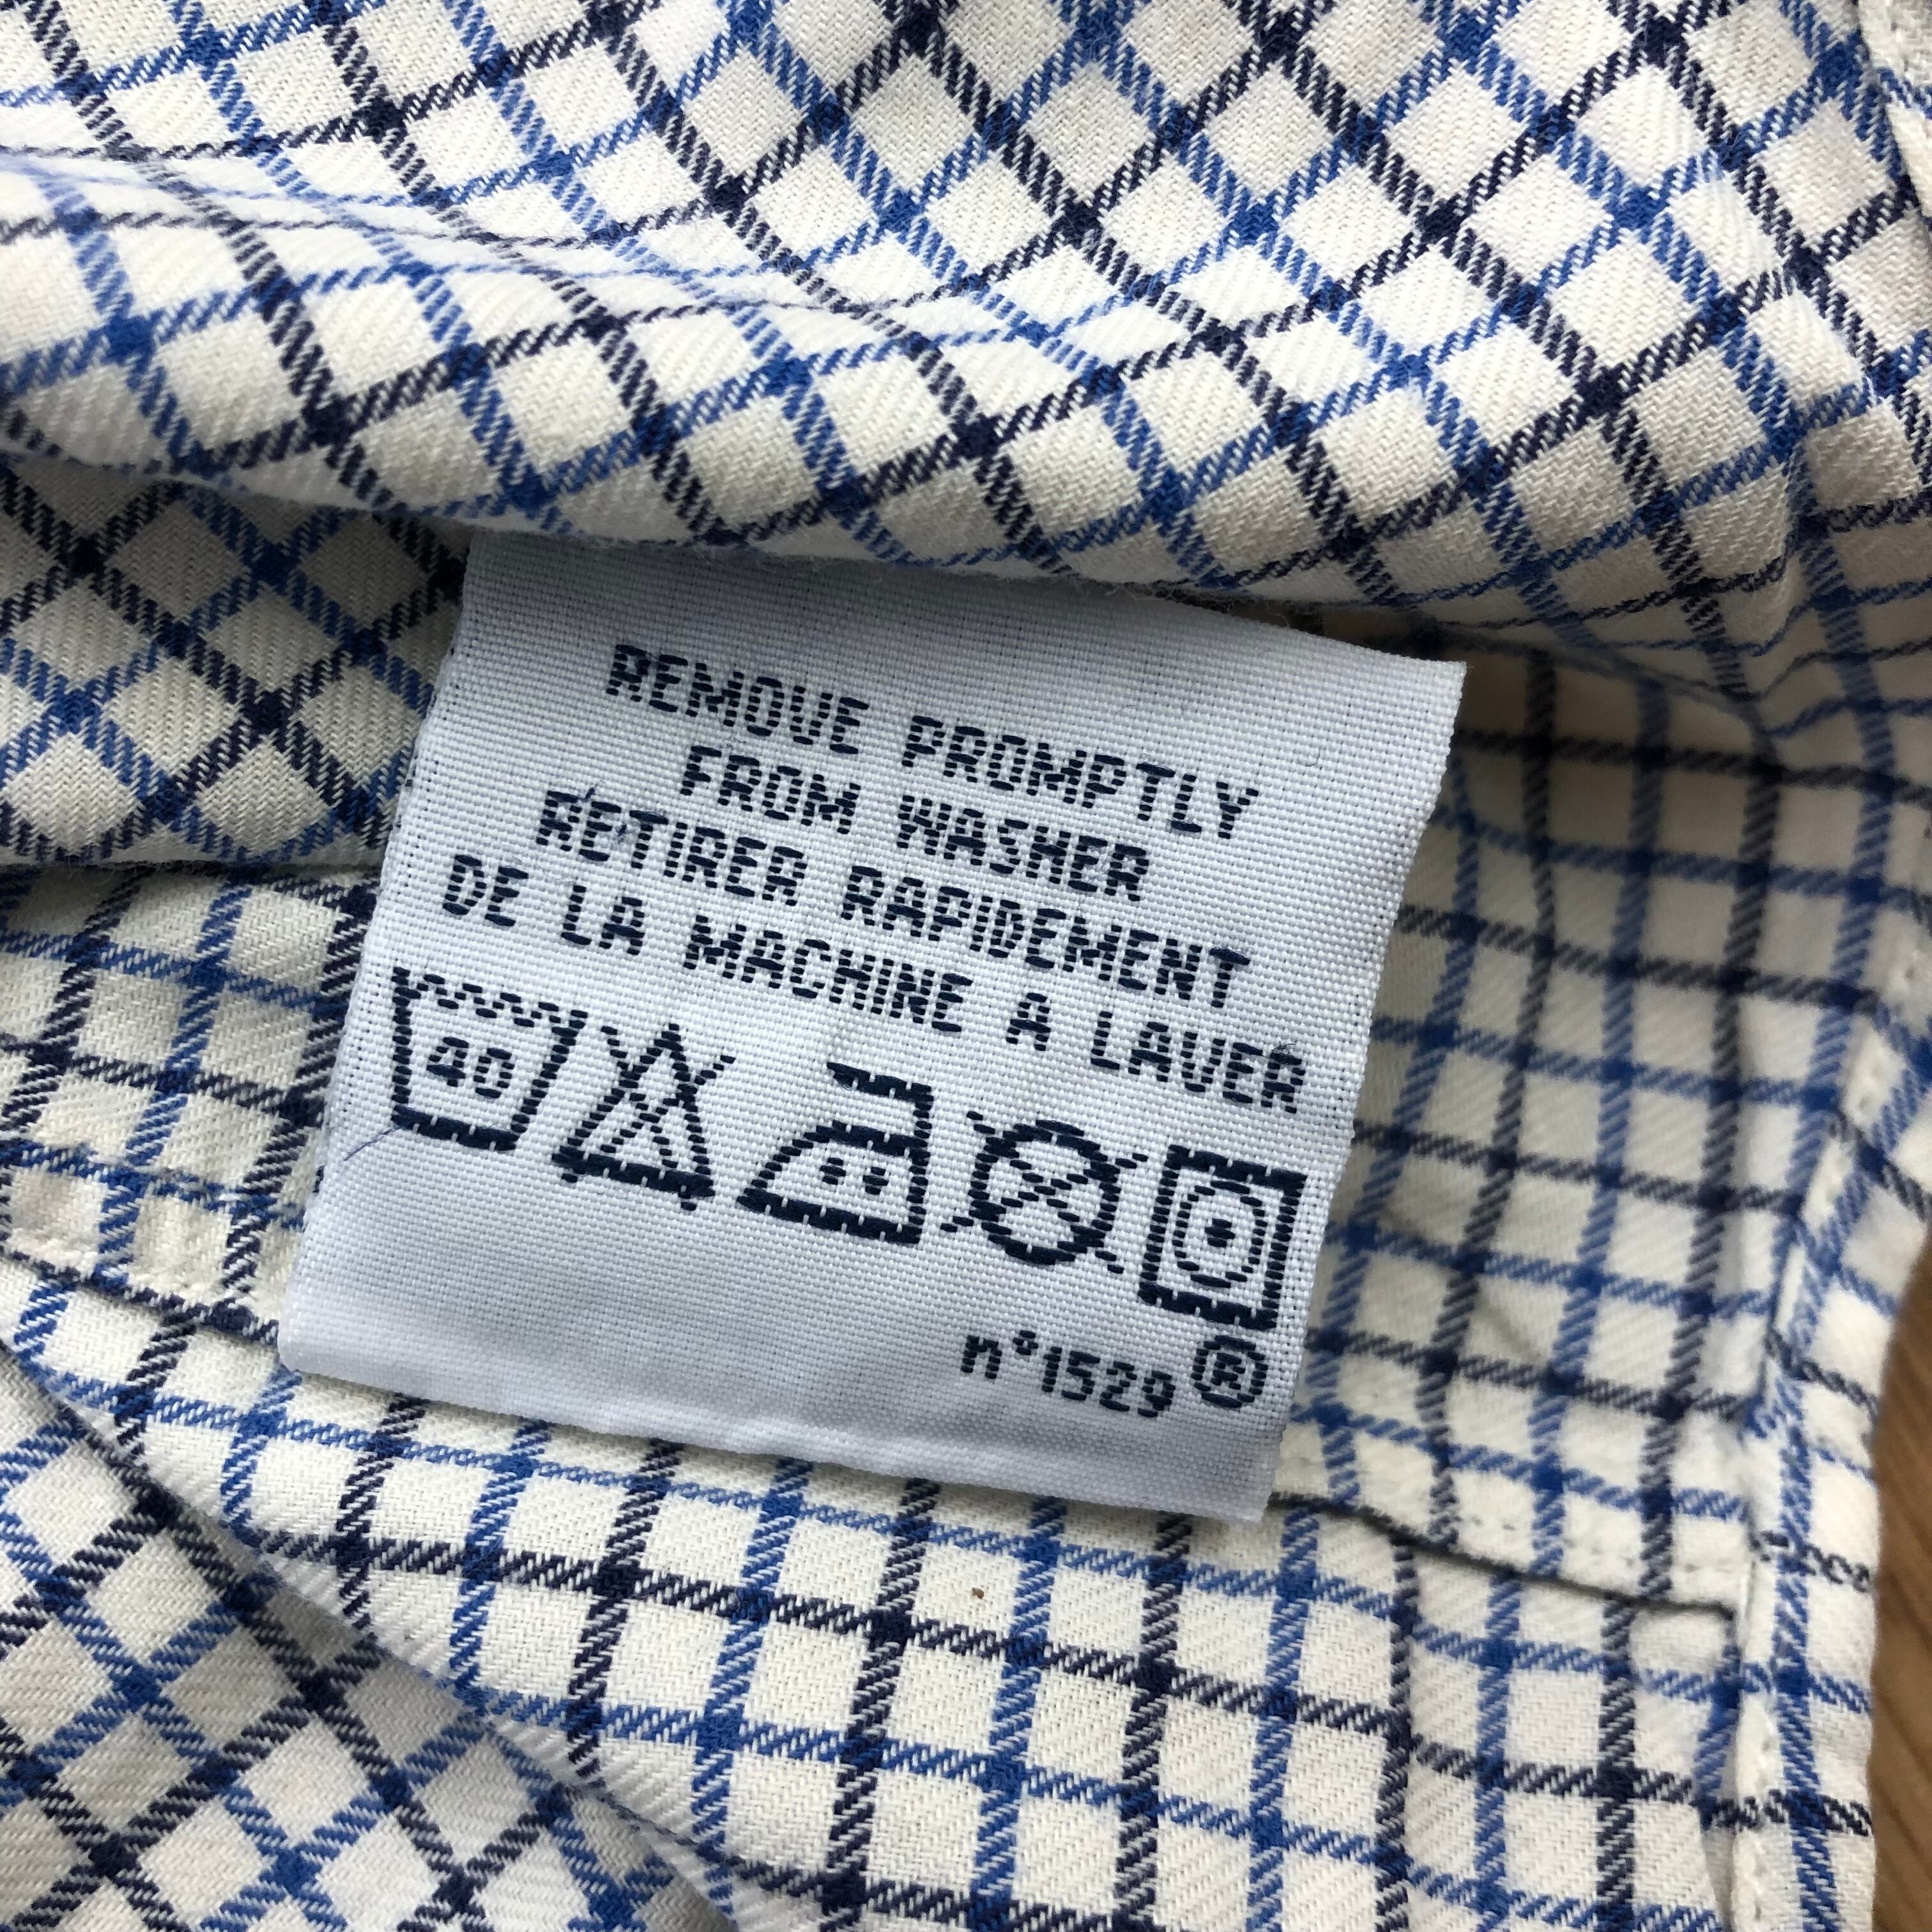 REMOVE PROMPTLY
FROM WASHER
RETIRER RAPIDEMENT
DE LA MACHINE A LAVER
40
n°1529 ®